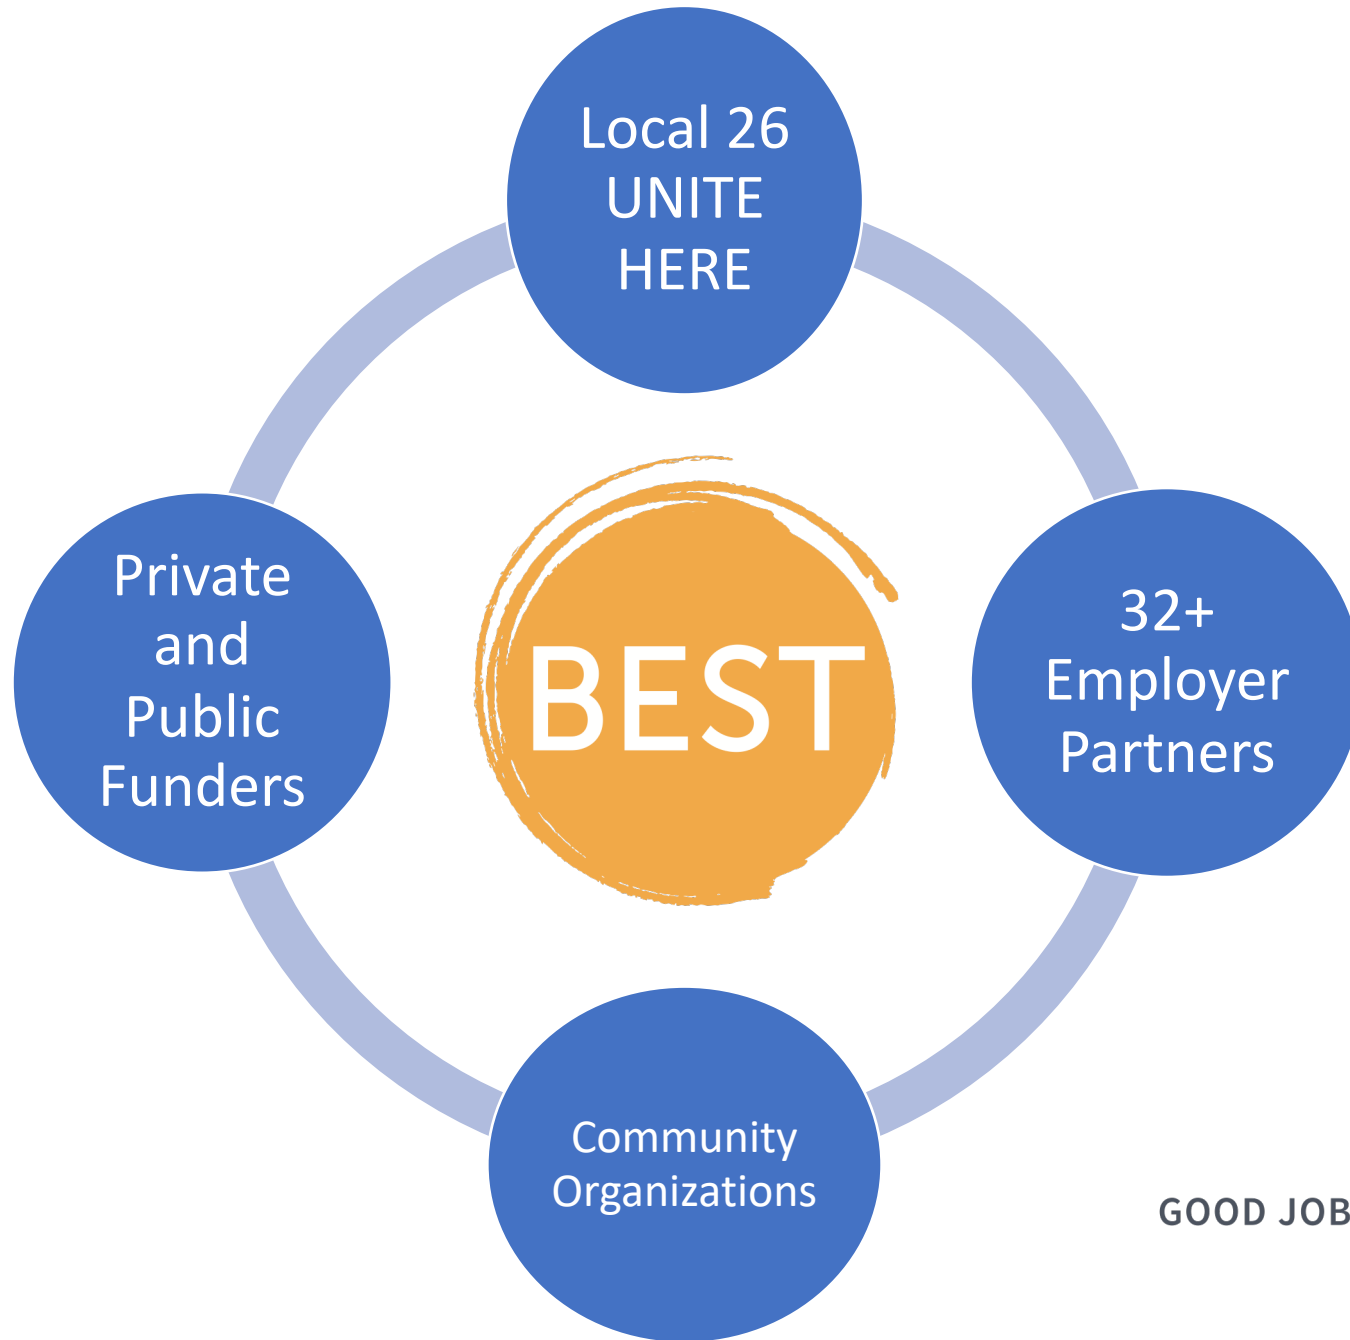 Local 26
UNITE
HERE
Private
and
Public
Funders
BEST
32+
Employer
Partners
Community
Organizations
GOOD JOB